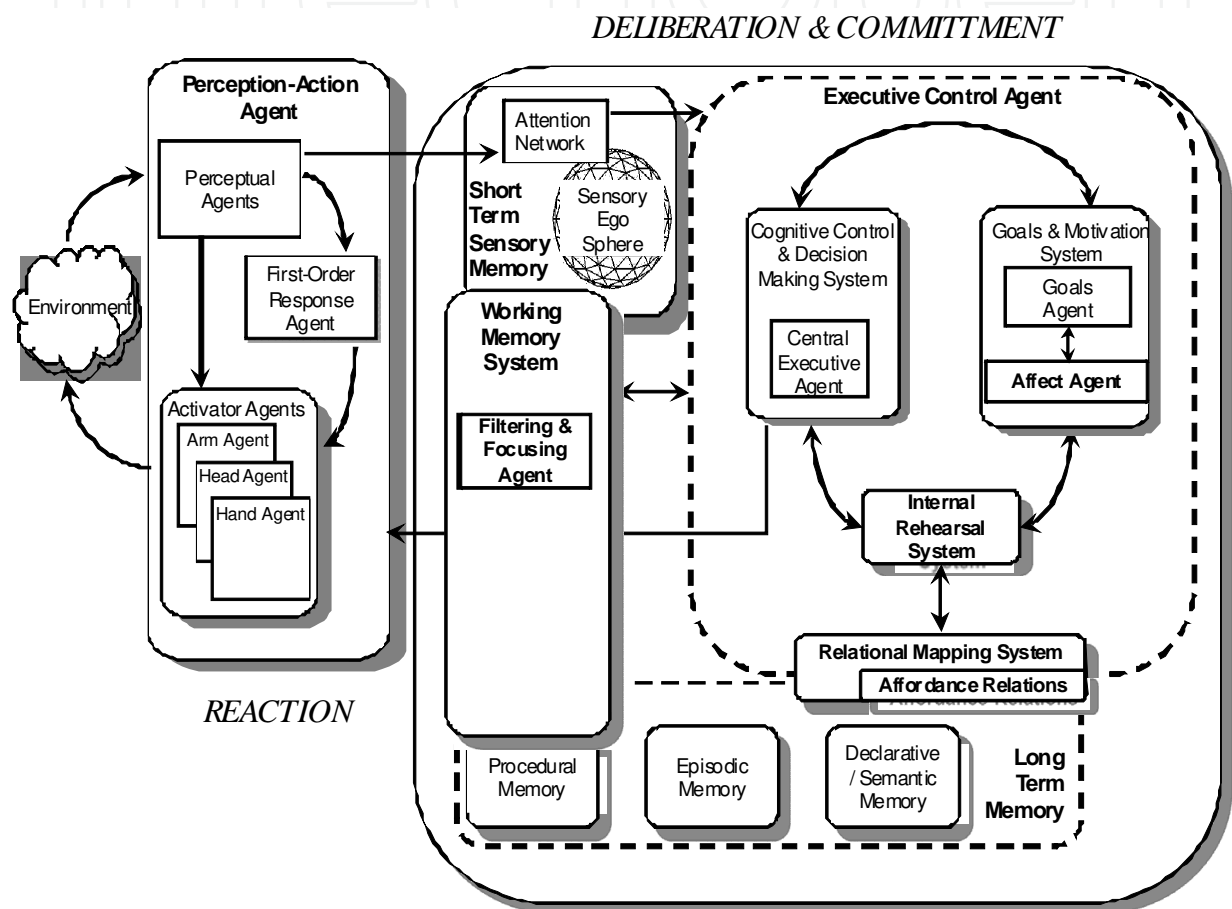 DELIBERATION & COMMITTMENT
Perception-Action
Agent
Perceptual
Agents
First-Order
Response
Agent
Environment
Activator Agents
Arm Agent
Head Agent
Hand Agent
REACTION
Attention
Network
Short
Term
Sensory
Memory
Sensory
Ego
Sphere
Working
Memory
System
Filtering &
Focusing
Agent
Executive Control Agent
Cognitive Control
& Decision
Making System
Central
Executive
Agent
Goals & Motivation
System
Goals
Agent
Affect Agent
Internal
Rehearsal
System
Relational Mapping System
Affordance Relations
Procedural
Memory
Episodic
Memory
Declarative
/ Semantic
Memory
Long
Term
Memory